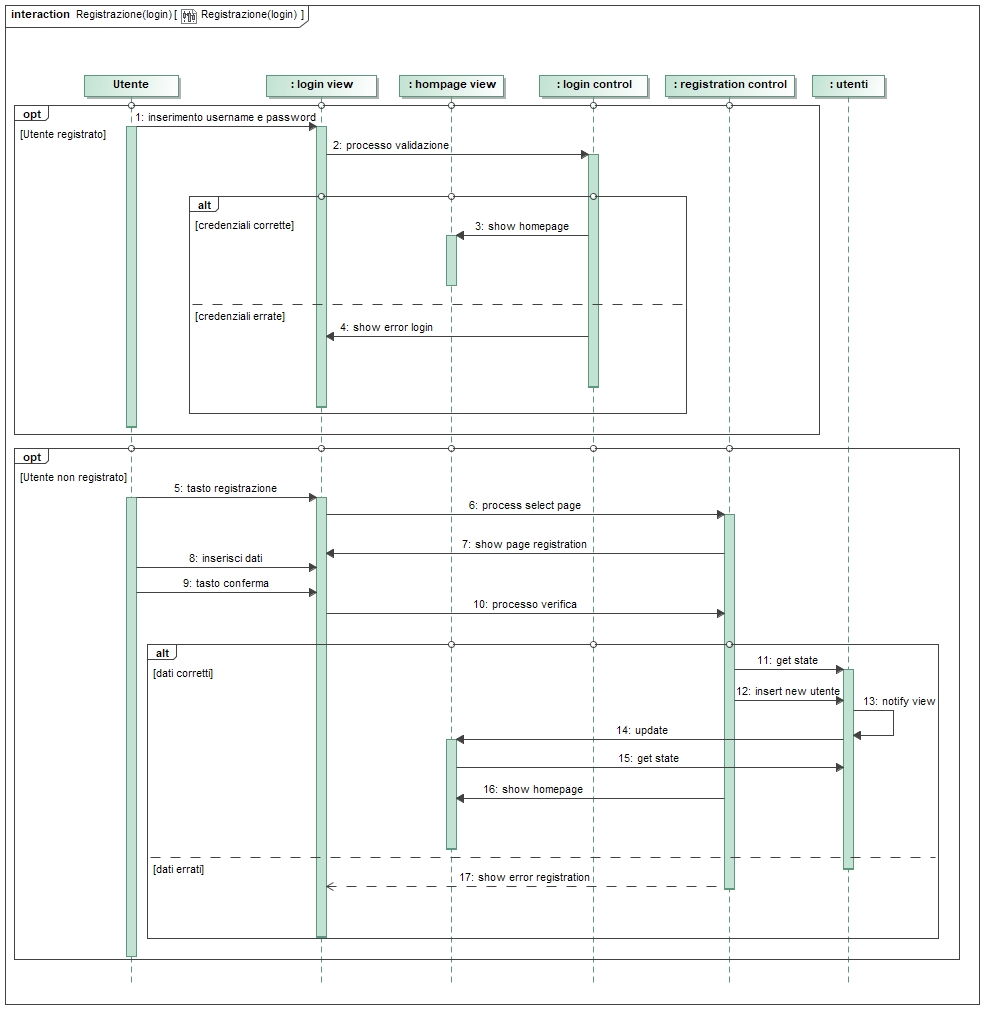 interaction Registrazione(login) [ Registrazione(login) ]
Utente
: login view
: hompage view
: login control
: registration control
: utenti
opt
[Utente registrato]
1: inserimento username e password
2: processo validazione
alt
[credenziali corrette]
3: show homepage
[credenziali errate]
4: show error login
opt
[Utente non registrato]
5: tasto registrazione
6: process select page
7: show page registration
8: inserisci dati
9: tasto conferma
10: processo verifica
alt
[dati corretti]
11: get state
12: insert new utente
13: notify view
14: update
15: get state
16: show homepage
[dati errati]
17: show error registration